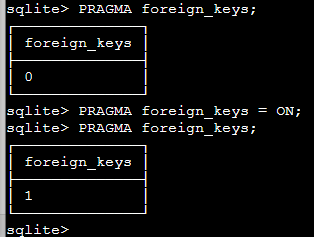 sqlite> PRAGMA foreign_keys;
foreign_keys
0
sqlite> PRAGMA foreign_keys = ON;
sqlite> PRAGMA foreign_keys;
foreign_keys
1
sqlite>